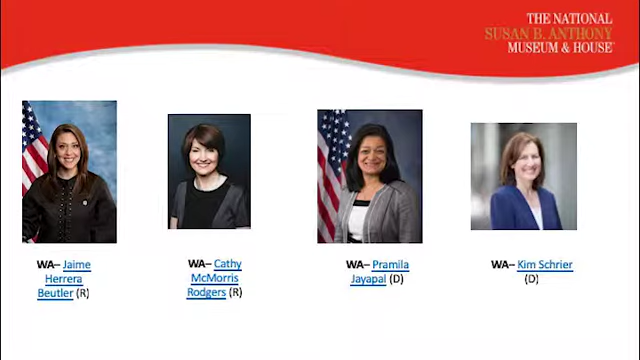 THE NATIONAL
SUSAN B. ANTHONY
MUSEUM & HOUSE
WA– Jaime
Herrera
Beutler (R)
WA– Cathy
McMorris
Rodgers (R)
WA– Pramila
Jayapal (D)
WA– Kim Schrier
(D)